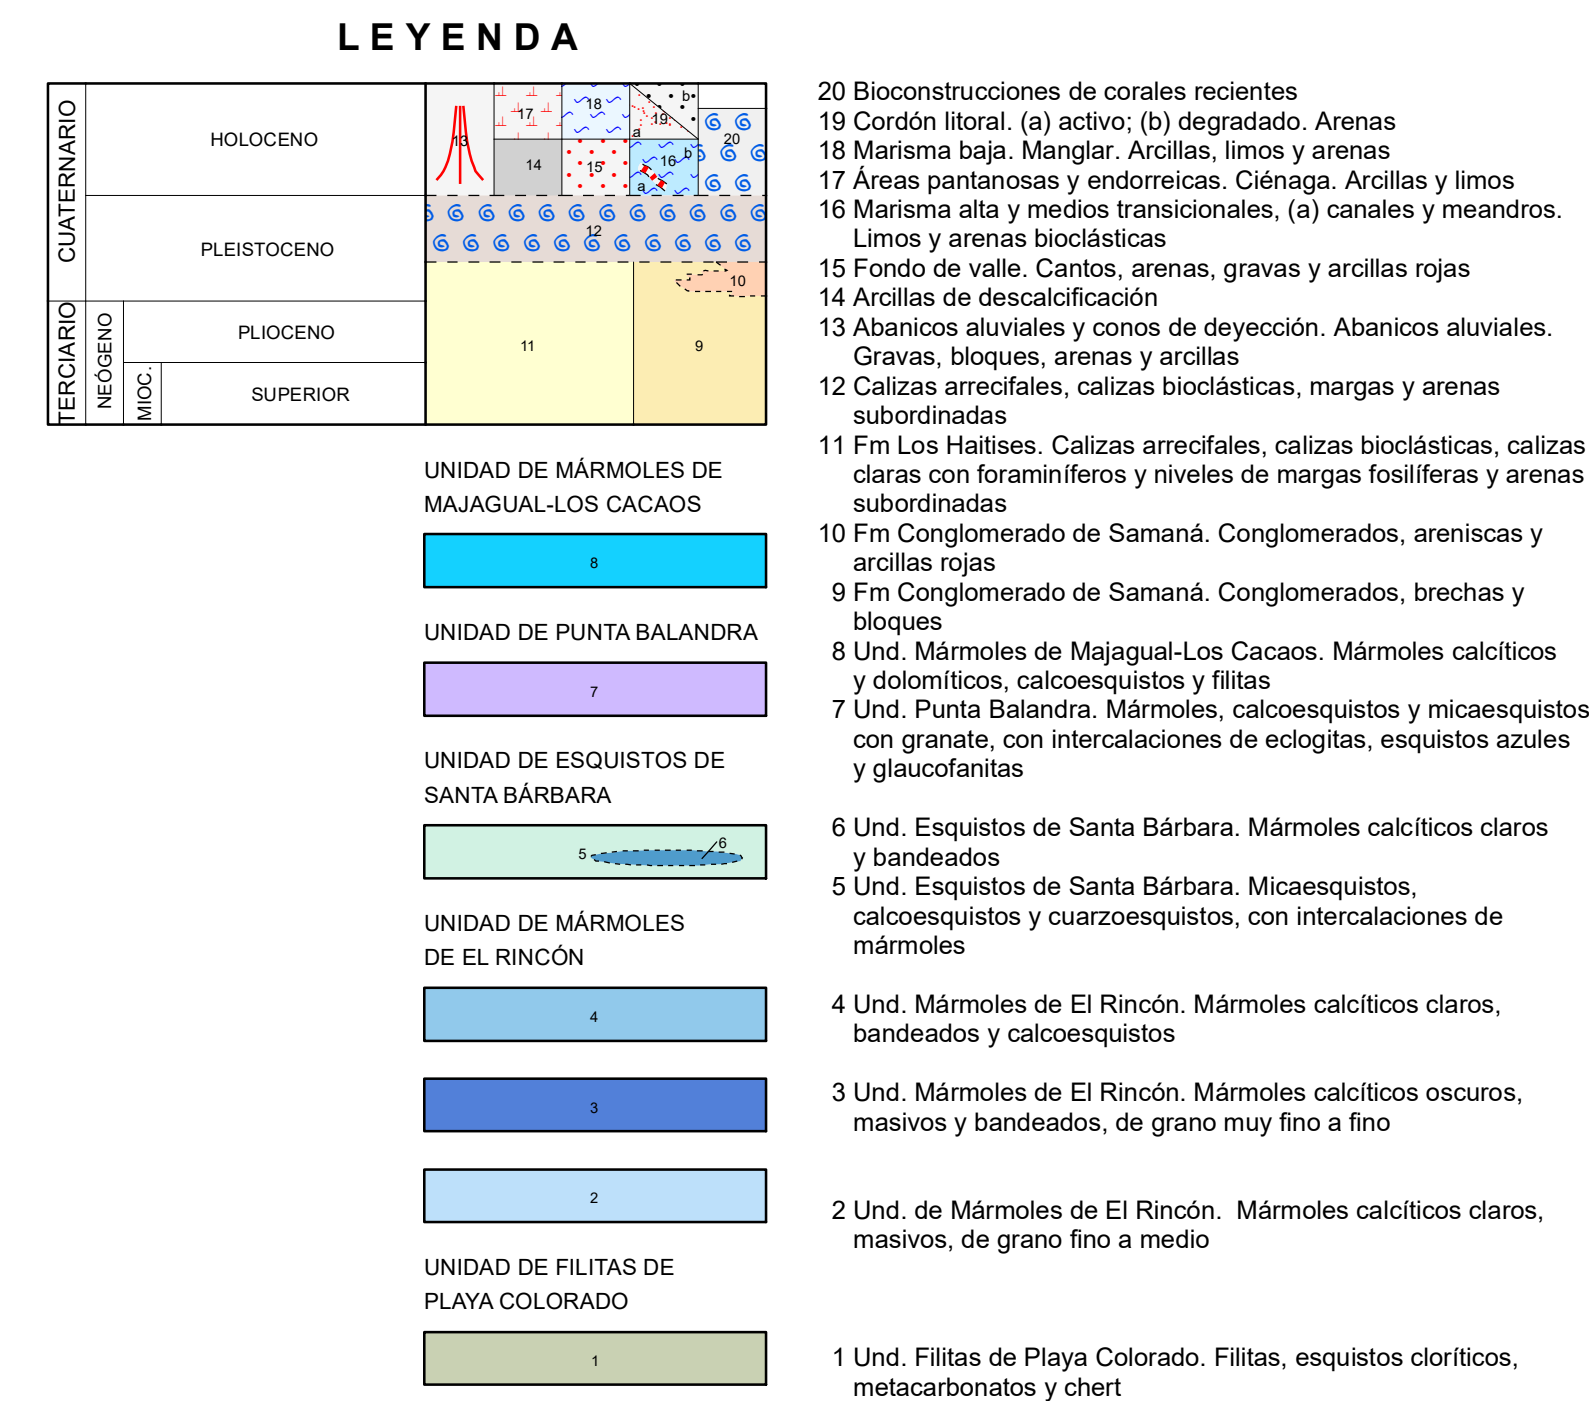 LEYENDA
CUATERNARIO
HOLOCENO
PLEISTOCENO
TERCIARIO
NEÓGENO
PLIOCENO
MIOC.
SUPERIOR
13
17
18
19
a
b
20
14
15
16
a
b
12
10
11
9
UNIDAD DE MÁRMOLES DE
MAJAGUAL-LOS CACAOS
8
UNIDAD DE PUNTA BALANDRA
7
UNIDAD DE ESQUISTOS DE
SANTA BÁRBARA
5
6
UNIDAD DE MÁRMOLES
DE EL RINCÓN
4
3
2
UNIDAD DE FILITAS DE
PLAYA COLORADO
1
20 Bioconstrucciones de corales recientes
19 Cordón litoral. (a) activo; (b) degradado. Arenas
18 Marisma baja. Manglar. Arcillas, limos y arenas
17 Áreas pantanosas y endorreicas. Ciénaga. Arcillas y limos
16 Marisma alta y medios transicionales, (a) canales y meandros.
Limos y arenas bioclásticas
15 Fondo de valle. Cantos, arenas, gravas y arcillas rojas
14 Arcillas de descalcificación
13 Abanicos aluviales y conos de deyección. Abanicos aluviales.
Gravas, bloques, arenas y arcillas
12 Calizas arrecifales, calizas bioclásticas, margas y arenas
subordinadas
11 Fm Los Haitises. Calizas arrecifales, calizas bioclásticas, calizas
claras con foraminíferos y niveles de margas fosilíferas y arenas
subordinadas
10 Fm Conglomerado de Samaná. Conglomerados, areniscas y
arcillas rojas
9 Fm Conglomerado de Samaná. Conglomerados, brechas y
bloques
8 Und. Mármoles de Majagual-Los Cacaos. Mármoles calcíticos
y dolomíticos, calcoesquistos y filitas
7 Und. Punta Balandra. Mármoles, calcoesquistos y micaesquistos
con granate, con intercalaciones de eclogitas, esquistos azules
y glaucofanitas
6 Und. Esquistos de Santa Bárbara. Mármoles calcíticos claros
y bandeados
5 Und. Esquistos de Santa Bárbara. Micaesquistos,
calcoesquistos y cuarzoesquistos, con intercalaciones de
mármoles
4 Und. Mármoles de El Rincón. Mármoles calcíticos claros,
bandeados y calcoesquistos
3 Und. Mármoles de El Rincón. Mármoles calcíticos oscuros,
masivos y bandeados, de grano muy fino a fino
2 Und. de Mármoles de El Rincón. Mármoles calcíticos claros,
masivos, de grano fino a medio
1 Und. Filitas de Playa Colorado. Filitas, esquistos cloríticos,
metacarbonatos y chert